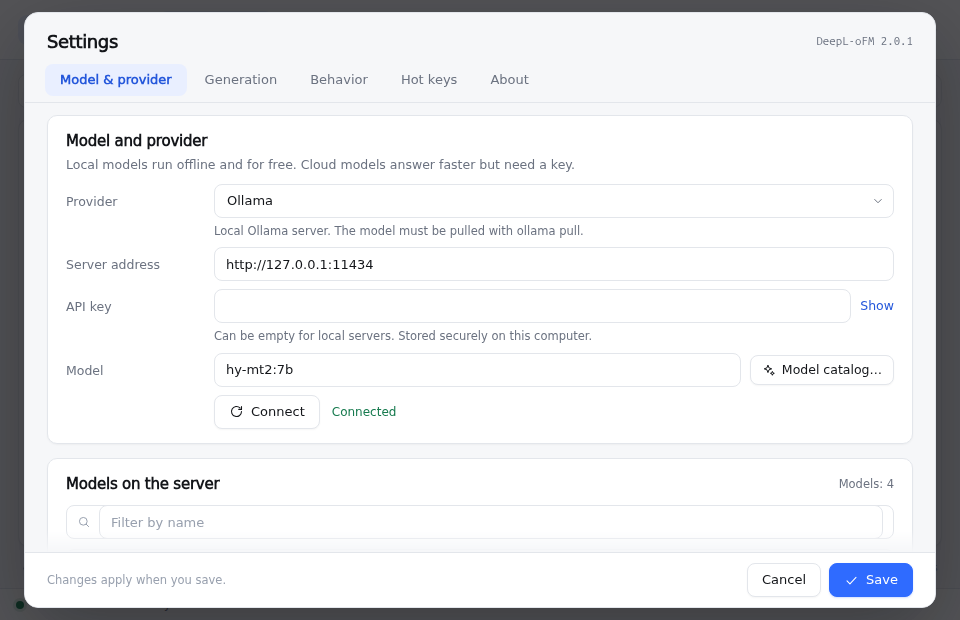 Settings
DeepL-oFM 2.0.1
Model & provider
Generation
Behavior
Hot keys
About
Model and provider
Local models run offline and for free. Cloud models answer faster but need a key.
Provider
Ollama
Local Ollama server. The model must be pulled with ollama pull.
Server address
http://127.0.0.1:11434
API key
Show
Can be empty for local servers. Stored securely on this computer.
Model
hy-mt2:7b
Model catalog...
Connect
Connected
Models on the server
Models: 4
Filter by name
Changes apply when you save.
Cancel
Save